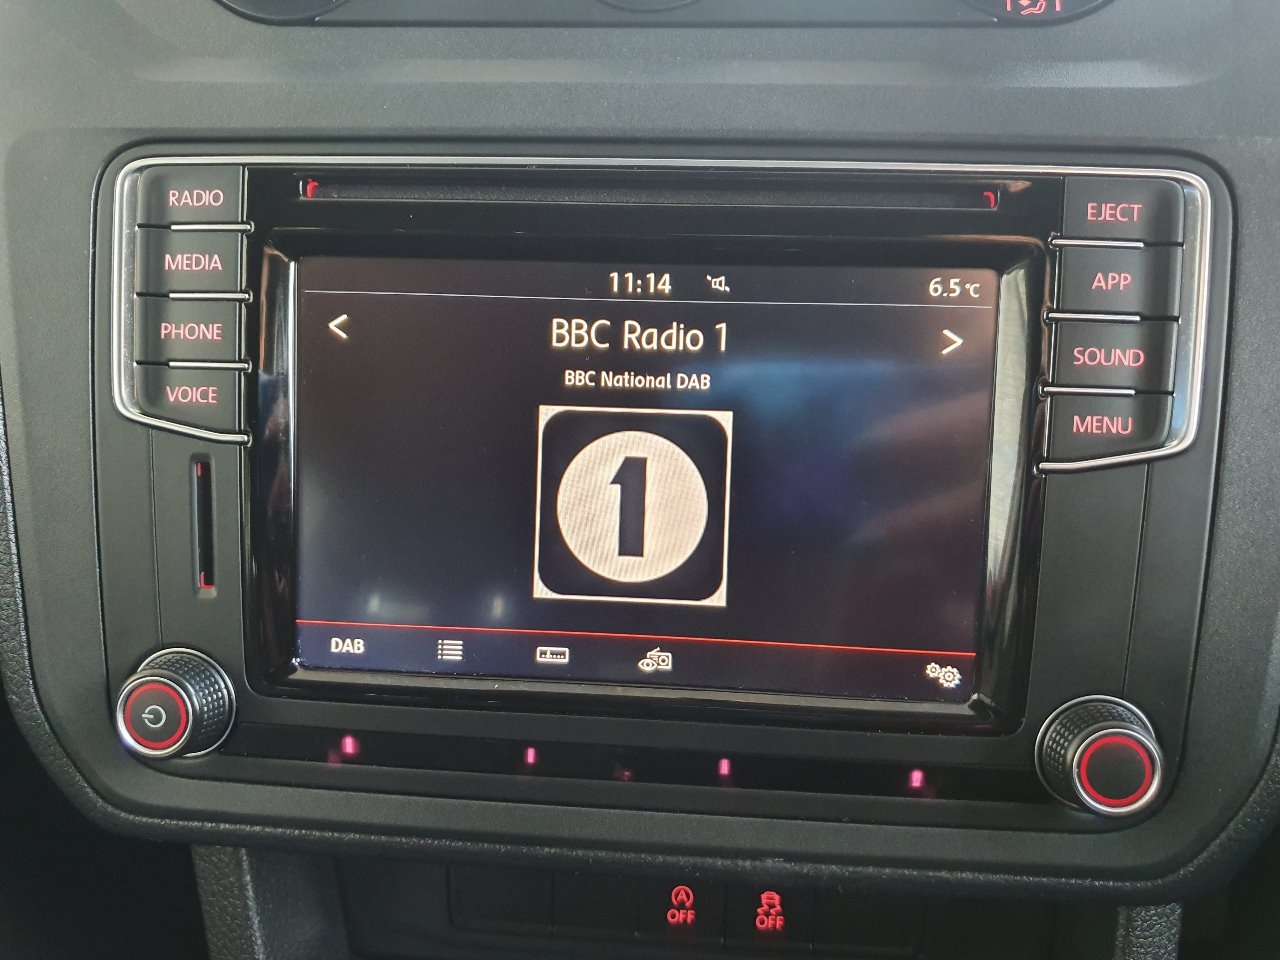 RADIO
MEDIA
PHONE
VOICE
EJECT
APP
SOUND
MENU
11:14
6.5°C
<
BBC Radio 1
>
BBC National DAB
1
DAB
A
OFF
OFF